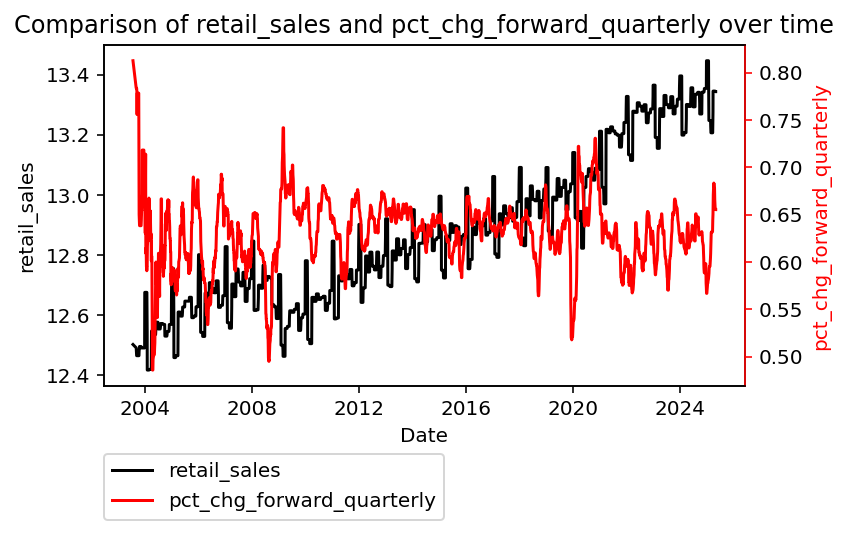 Comparison of retail_sales and pct_chg_forward_quarterly over time
13.4
13.2
13.0
12.8
12.6
12.4
retail_sales
0.80
0.75
0.70
0.65
0.60
0.55
0.50
pct_chg_forward_quarterly
2004 2008 2012 2016 2020 2024
Date
retail_sales
pct_chg_forward_quarterly